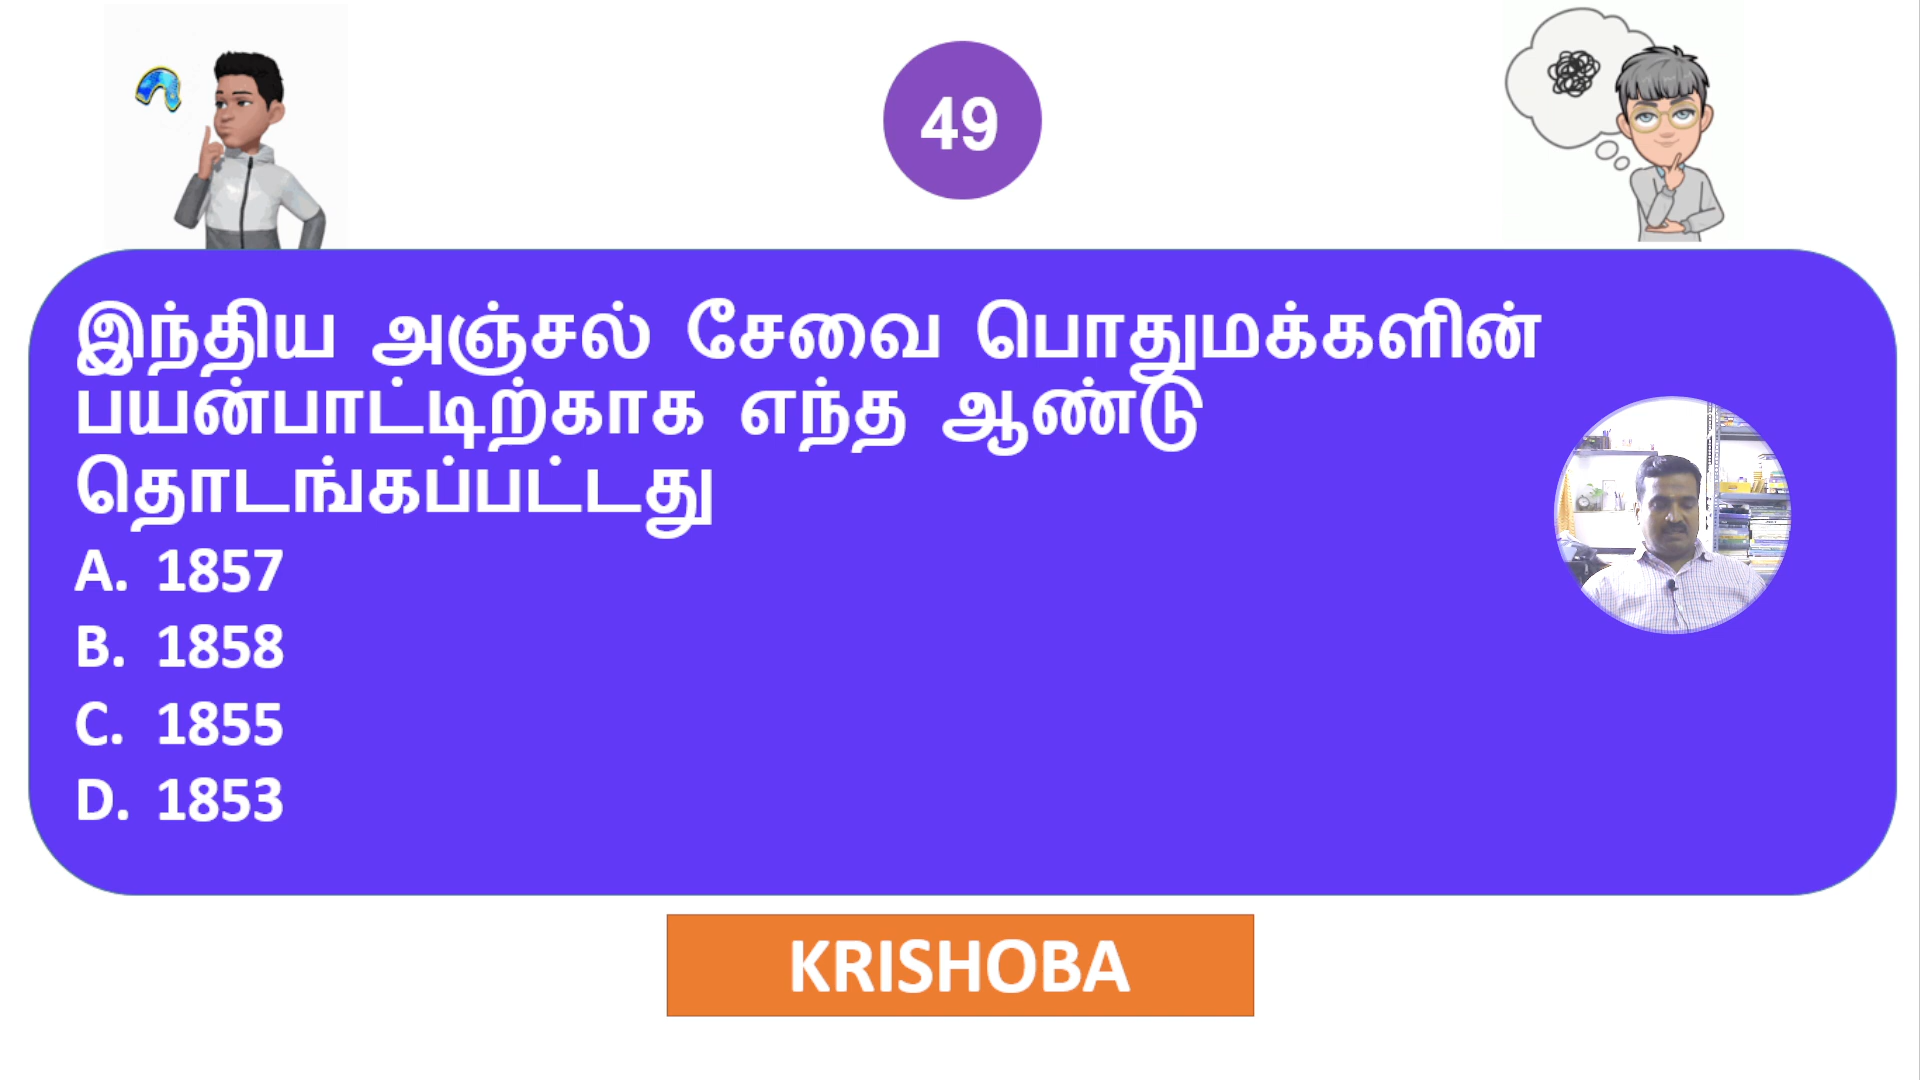 49
இந்திய அஞ்சல் சேவை பொதுமக்களின்
பயன்பாட்டிற்காக எந்த ஆண்டு
தொடங்கப்பட்டது
A. 1857
B. 1858
C. 1855
D. 1853
KRISHOBA